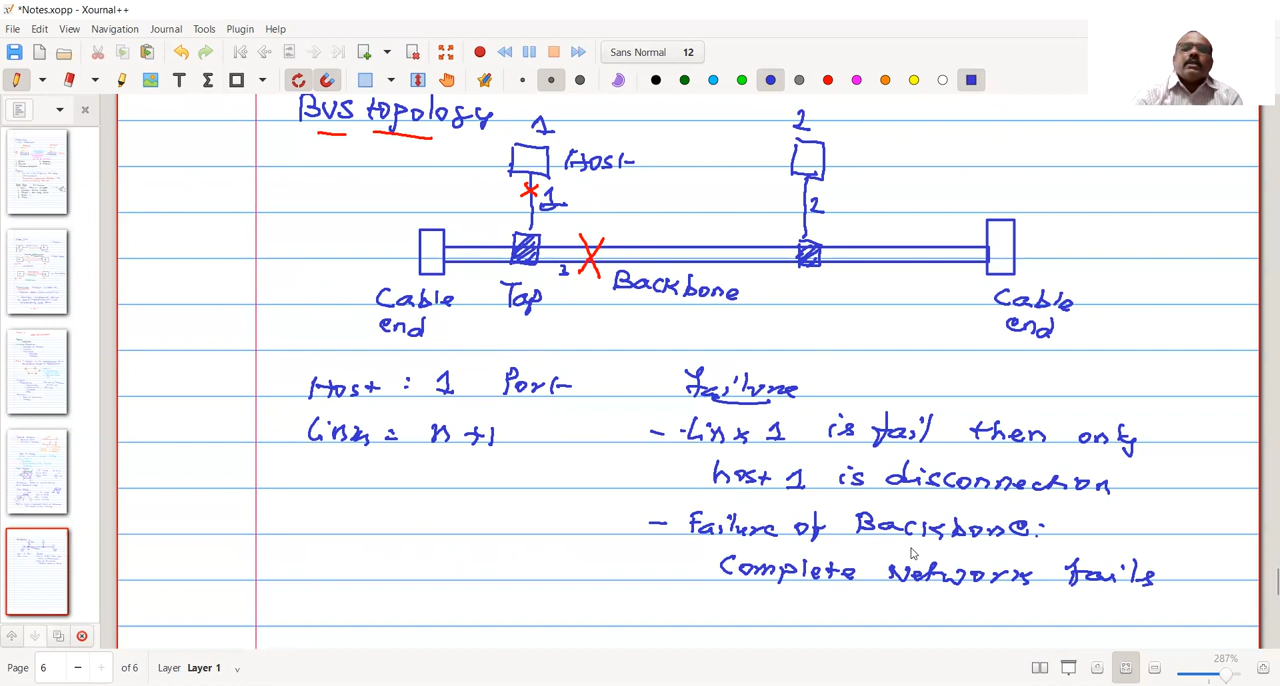 *Notes.xopp - Xournal++
File Edit View Navigation Journal Tools Plugin Help
Sans Normal 12
BUS topology
1 2
Host
1 2
3
Backbone
Cable end
Tap
Cable end
Host : 1 Port
Links = n+1
Failure
- Link 1 is fail then only
host 1 is disconnection
- Failure of Backbone:
Complete Network fails
Page 6 of 6 Layer Layer 1 287%